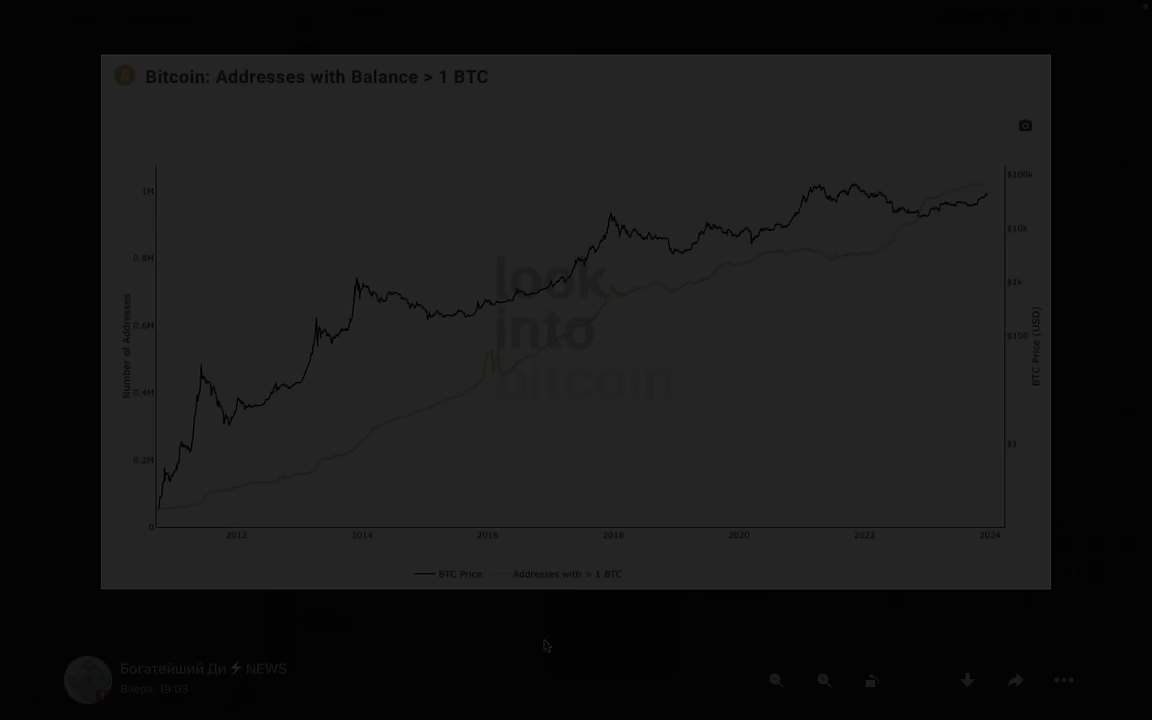 Bitcoin: Addresses with Balance > 1 BTC
1M
0.8M
0.6M
0.4M
0.2M
0
Number of Addresses
look
into
bitcoin
$100k
$10k
$1k
$100
$1
BTC Price (USD)
2012
2014
2016
2018
2020
2022
2024
BTC Price
Addresses with > 1 BTC
Богатейший Ди⚡NEWS
Вчера, 19:03